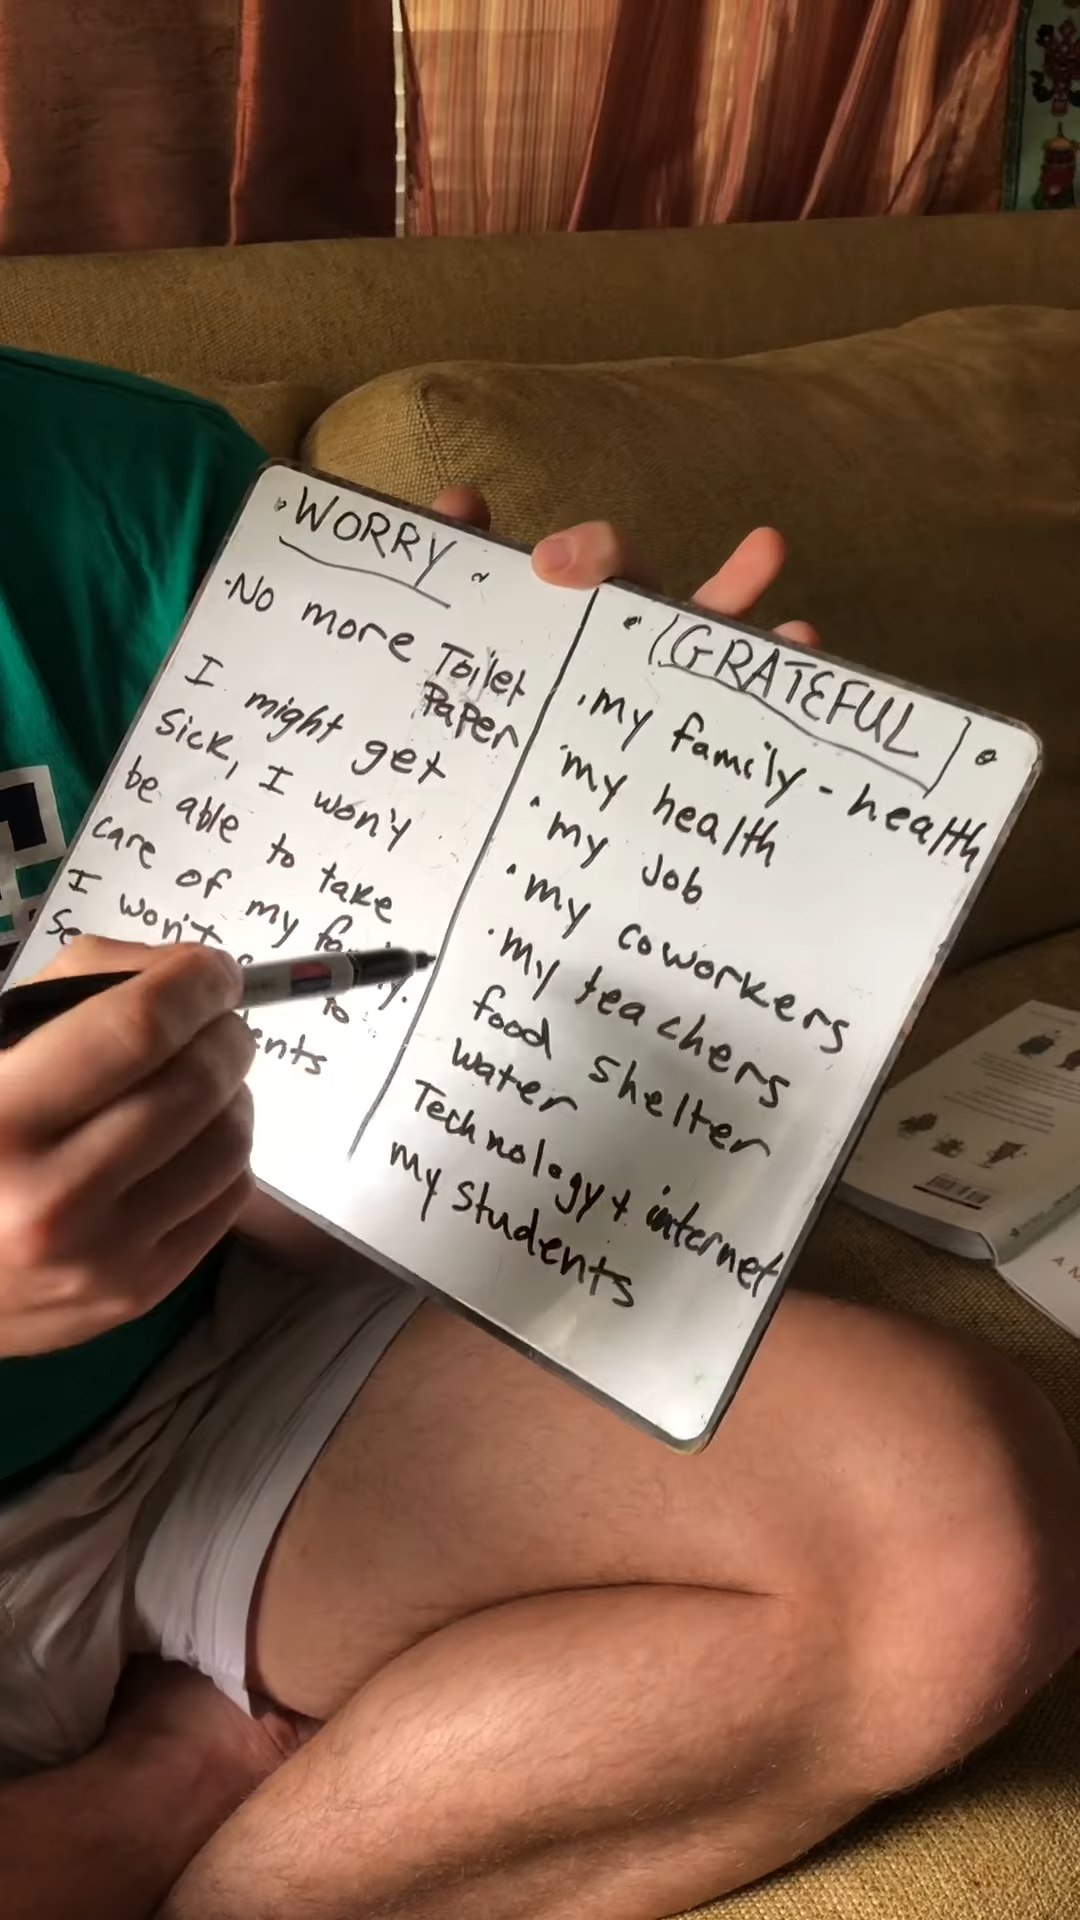 WORRY
·No more Toilet
Paper
I might get
sick, I won't
be able to take
care of my
I won't
to
GRATEFUL
·my family - health
·my health
·my Job
·my coworkers
·my teachers
food shelter
water
Technology + internet
my students